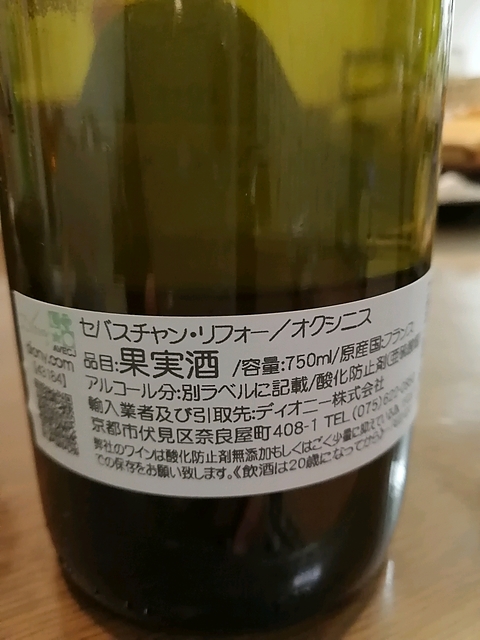 セバスチャン・リフォー／オクシニス
品目:果実酒 /容量:750ml/原産国:フランス
アルコール分:別ラベルに記載/酸化防止剤
輸入業者及び引取先:ディオニー株式会社
京都市伏見区奈良屋町408-1 TEL (075)622-
弊社のワインは酸化防止剤無添加もしくはごく少量に抑えている
での保存をお願い致します。《飲酒は20歳になってから